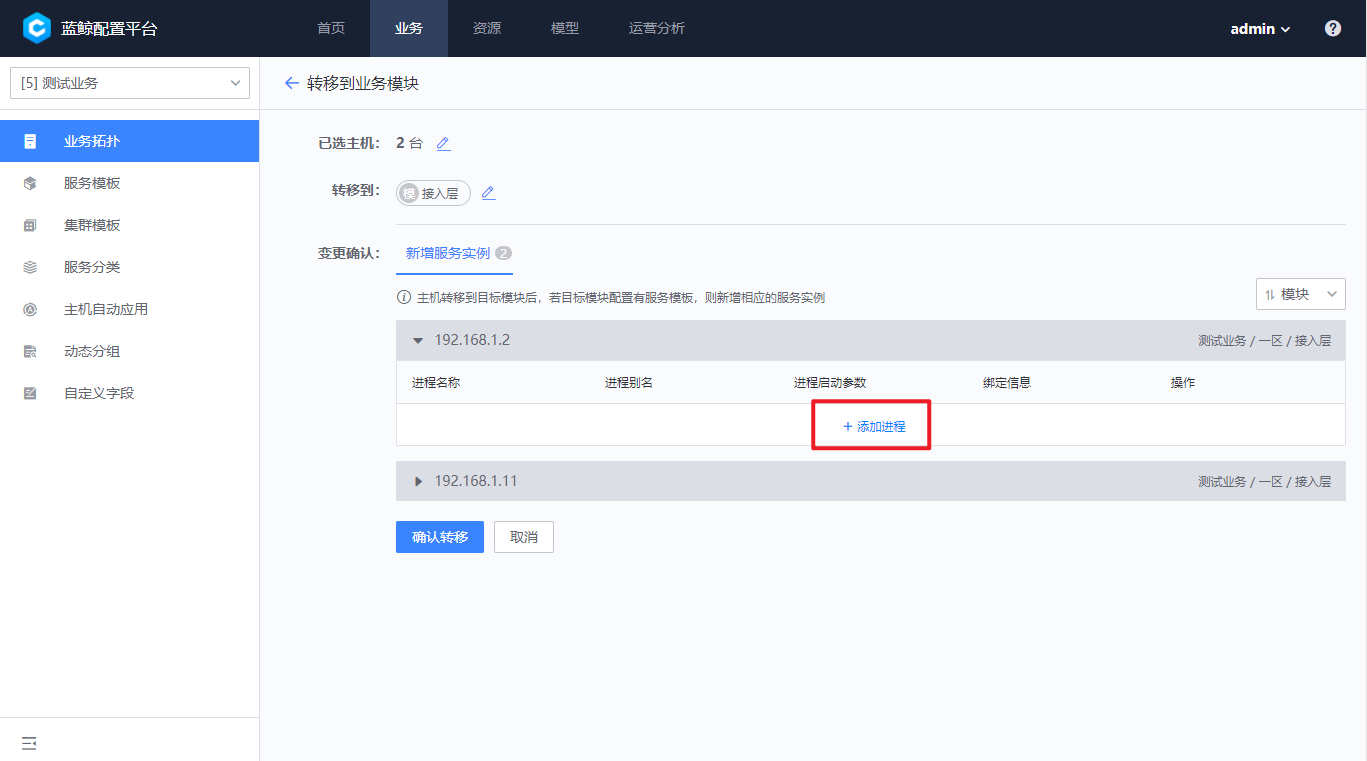 蓝鲸配置平台 首页 业务 资源 模型 运营分析 admin
[5] 测试业务
转移到业务模块
业务拓扑
服务模板
集群模板
服务分类
主机自动应用
动态分组
自定义字段
已选主机： 2 台
转移到： 模 接入层
变更确认： 新增服务实例 2
主机转移到目标模块后，若目标模块配置有服务模板，则新增相应的服务实例
模块
192.168.1.2 测试业务 / 一区 / 接入层
进程名称 进程别名 进程启动参数 绑定信息 操作
+ 添加进程
192.168.1.11 测试业务 / 一区 / 接入层
确认转移 取消